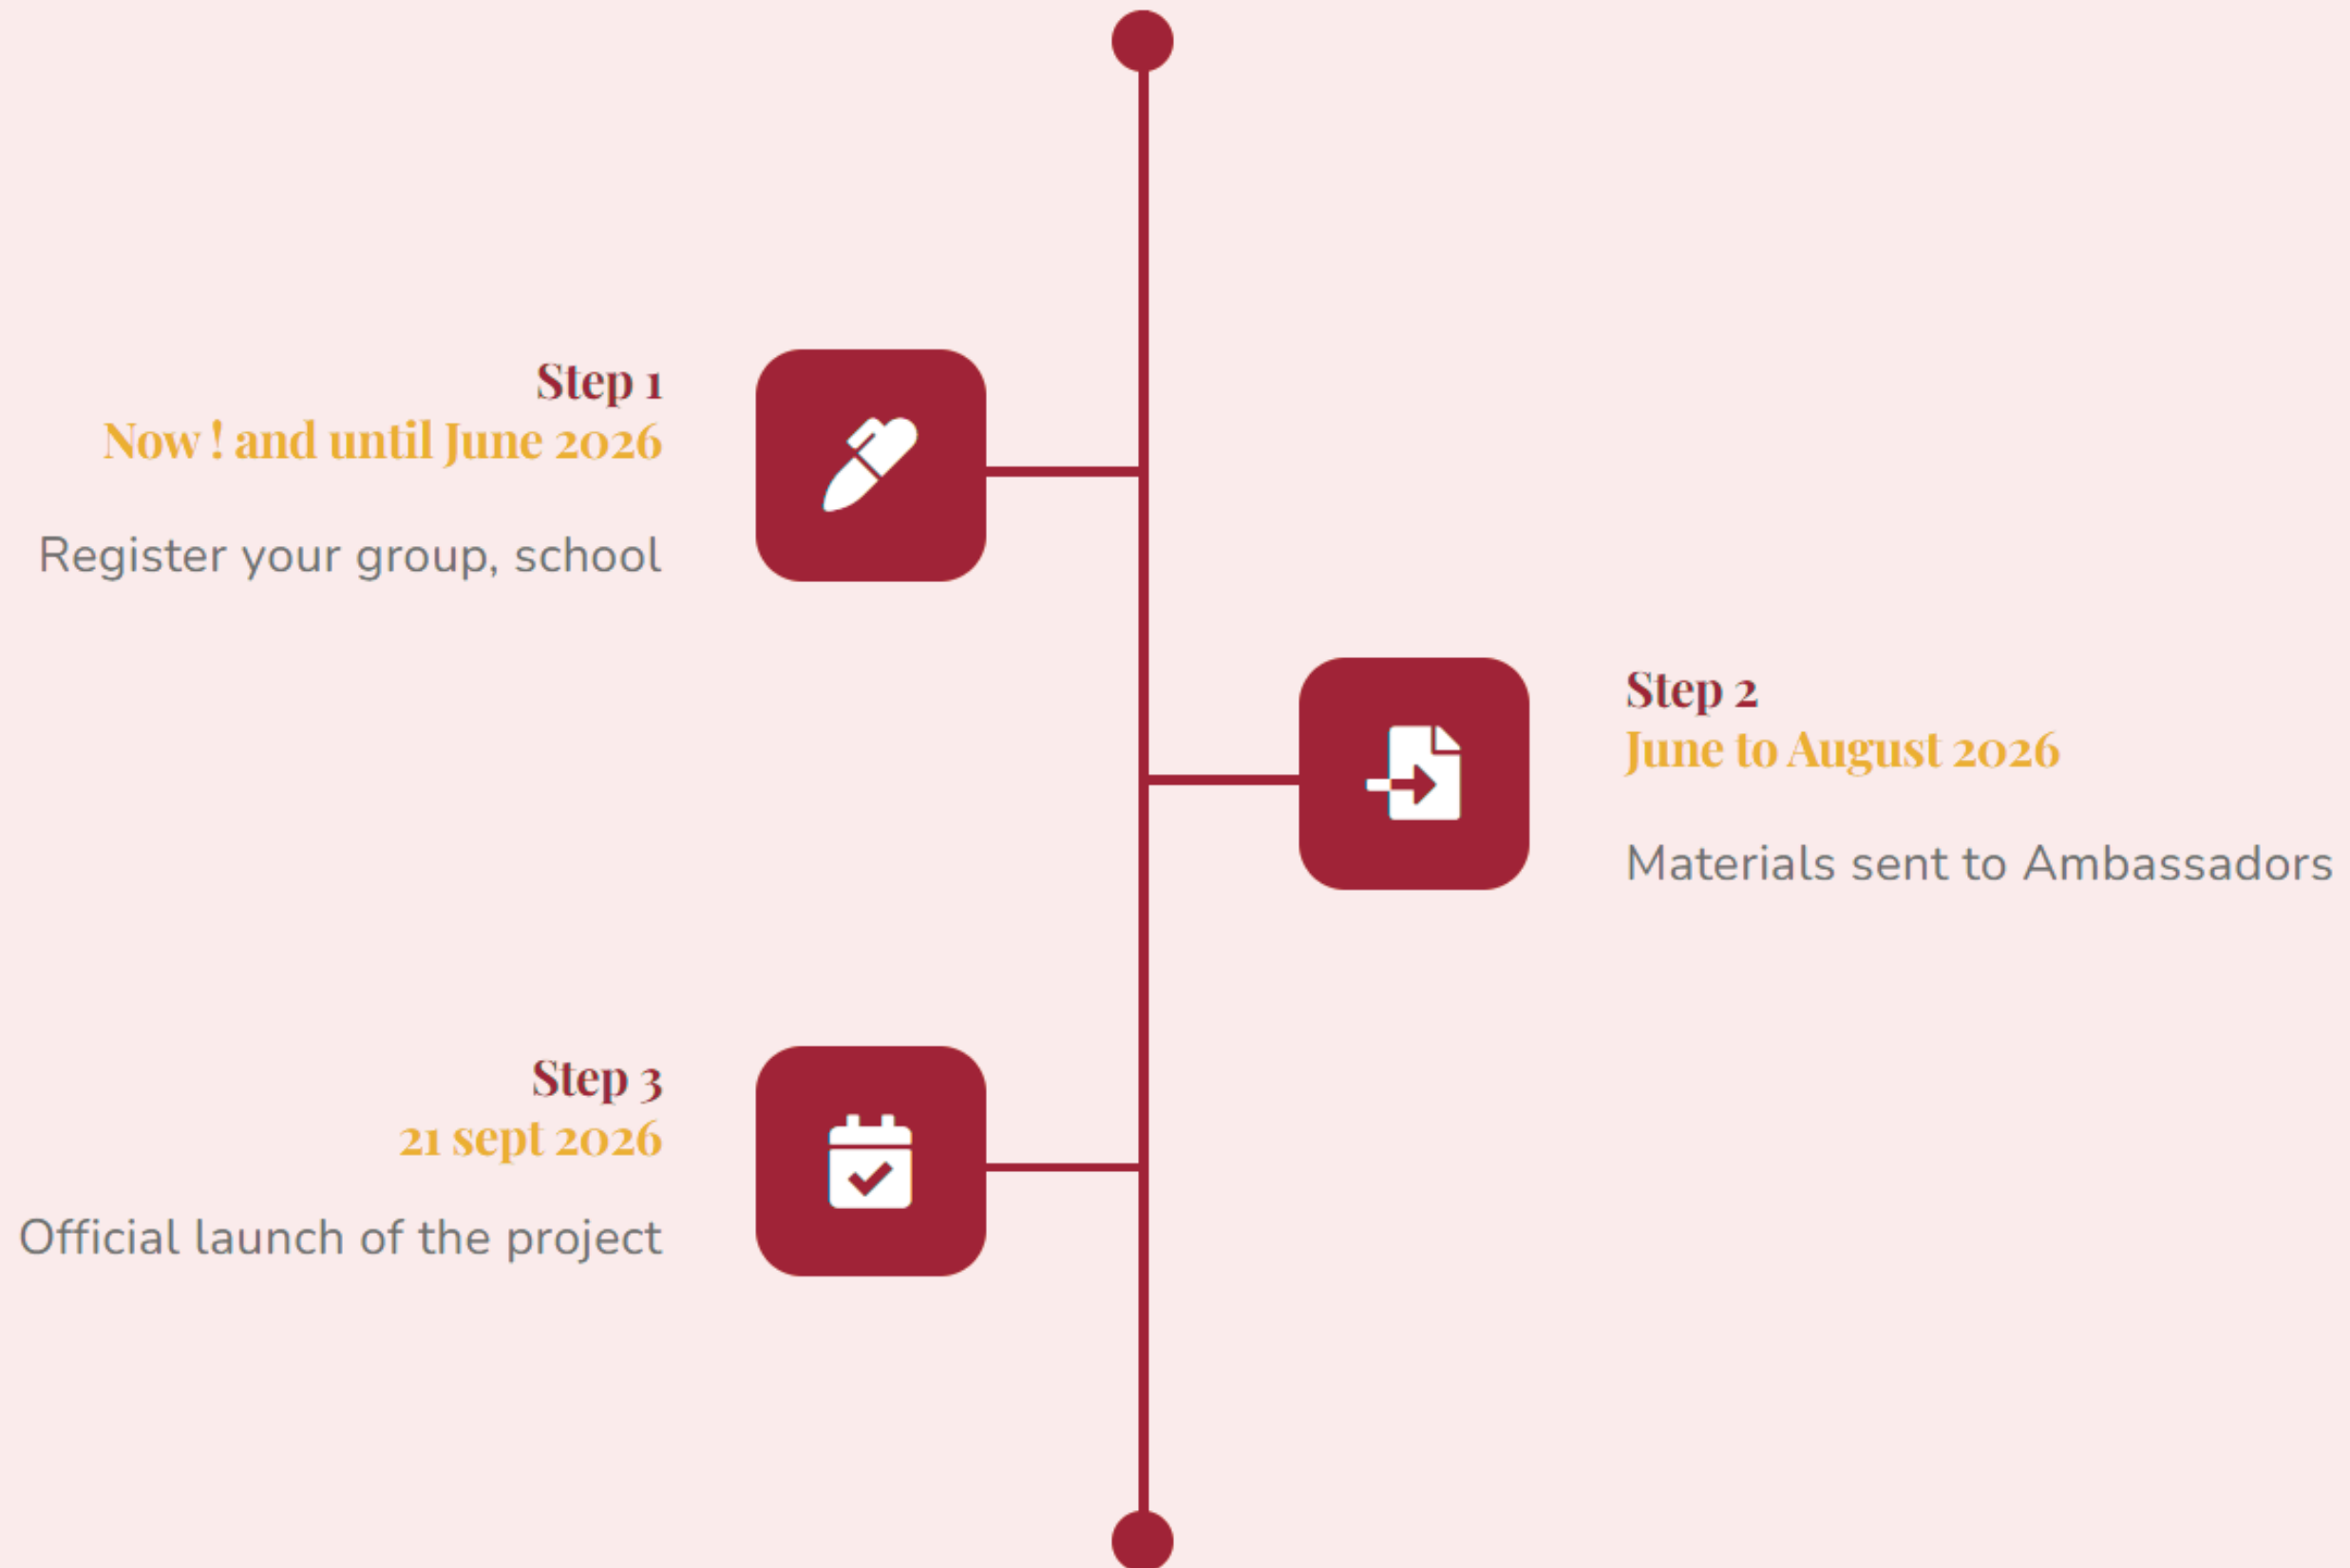 Step 1
Now ! and until June 2026
Register your group, school
Step 2
June to August 2026
Materials sent to Ambassadors
Step 3
21 sept 2026
Official launch of the project